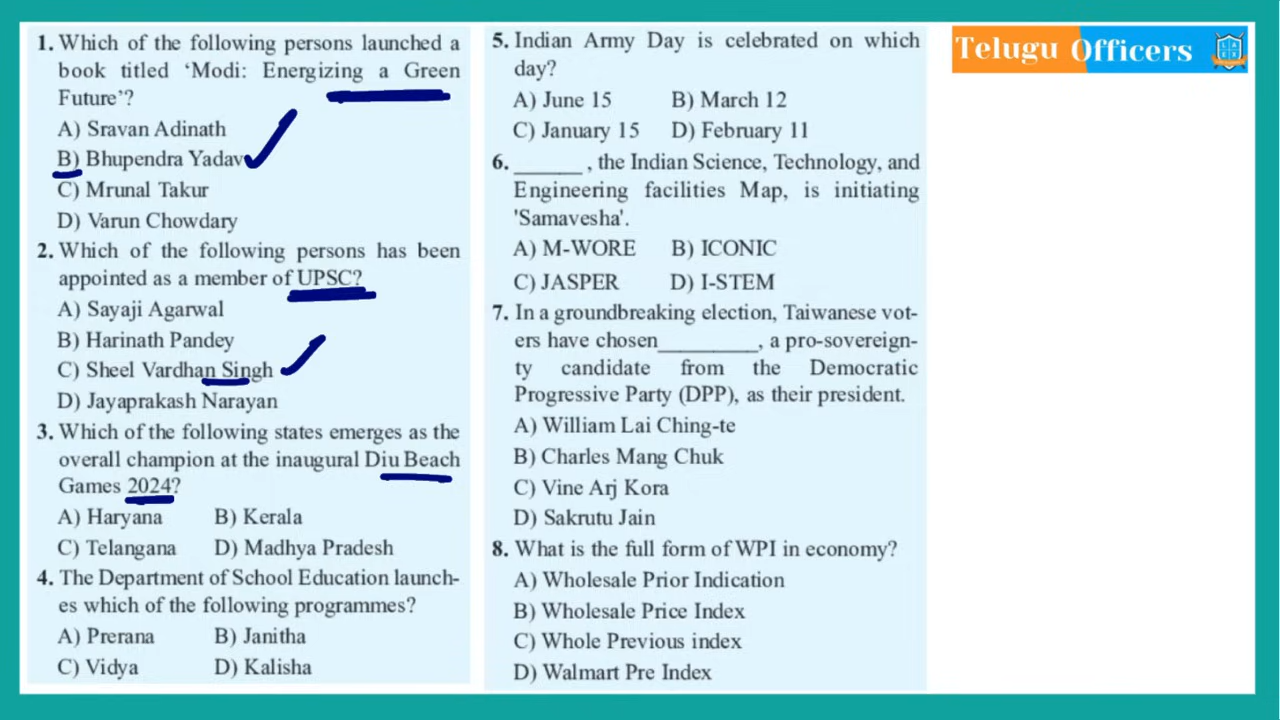 1. Which of the following persons launched a
book titled ‘Modi: Energizing a Green
Future’?
A) Sravan Adinath
B) Bhupendra Yadav
C) Mrunal Takur
D) Varun Chowdary
2. Which of the following persons has been
appointed as a member of UPSC?
A) Sayaji Agarwal
B) Harinath Pandey
C) Sheel Vardhan Singh
D) Jayaprakash Narayan
3. Which of the following states emerges as the
overall champion at the inaugural Diu Beach
Games 2024?
A) Haryana B) Kerala
C) Telangana D) Madhya Pradesh
4. The Department of School Education launch-
es which of the following programmes?
A) Prerana B) Janitha
C) Vidya D) Kalisha
5. Indian Army Day is celebrated on which
day?
A) June 15 B) March 12
C) January 15 D) February 11
6. ______ , the Indian Science, Technology, and
Engineering facilities Map, is initiating
'Samavesha'.
A) M-WORE B) ICONIC
C) JASPER D) I-STEM
7. In a groundbreaking election, Taiwanese vot-
ers have chosen_________, a pro-sovereign-
ty candidate from the Democratic
Progressive Party (DPP), as their president.
A) William Lai Ching-te
B) Charles Mang Chuk
C) Vine Arj Kora
D) Sakrutu Jain
8. What is the full form of WPI in economy?
A) Wholesale Prior Indication
B) Wholesale Price Index
C) Whole Previous index
D) Walmart Pre Index
Telugu Officers